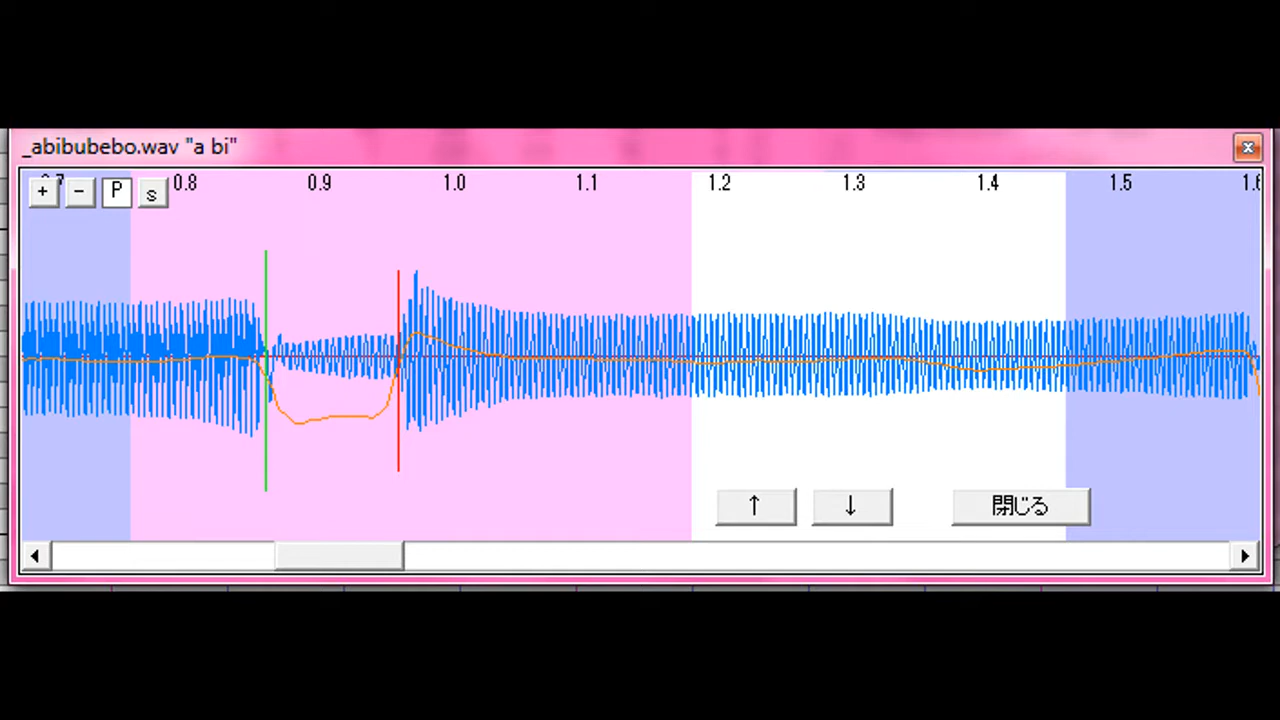 _abibubebo.wav "a bi"
0.8 0.9 1.0 1.1 1.2 1.3 1.4 1.5
+ − P s
↑ ↓ 閉じる